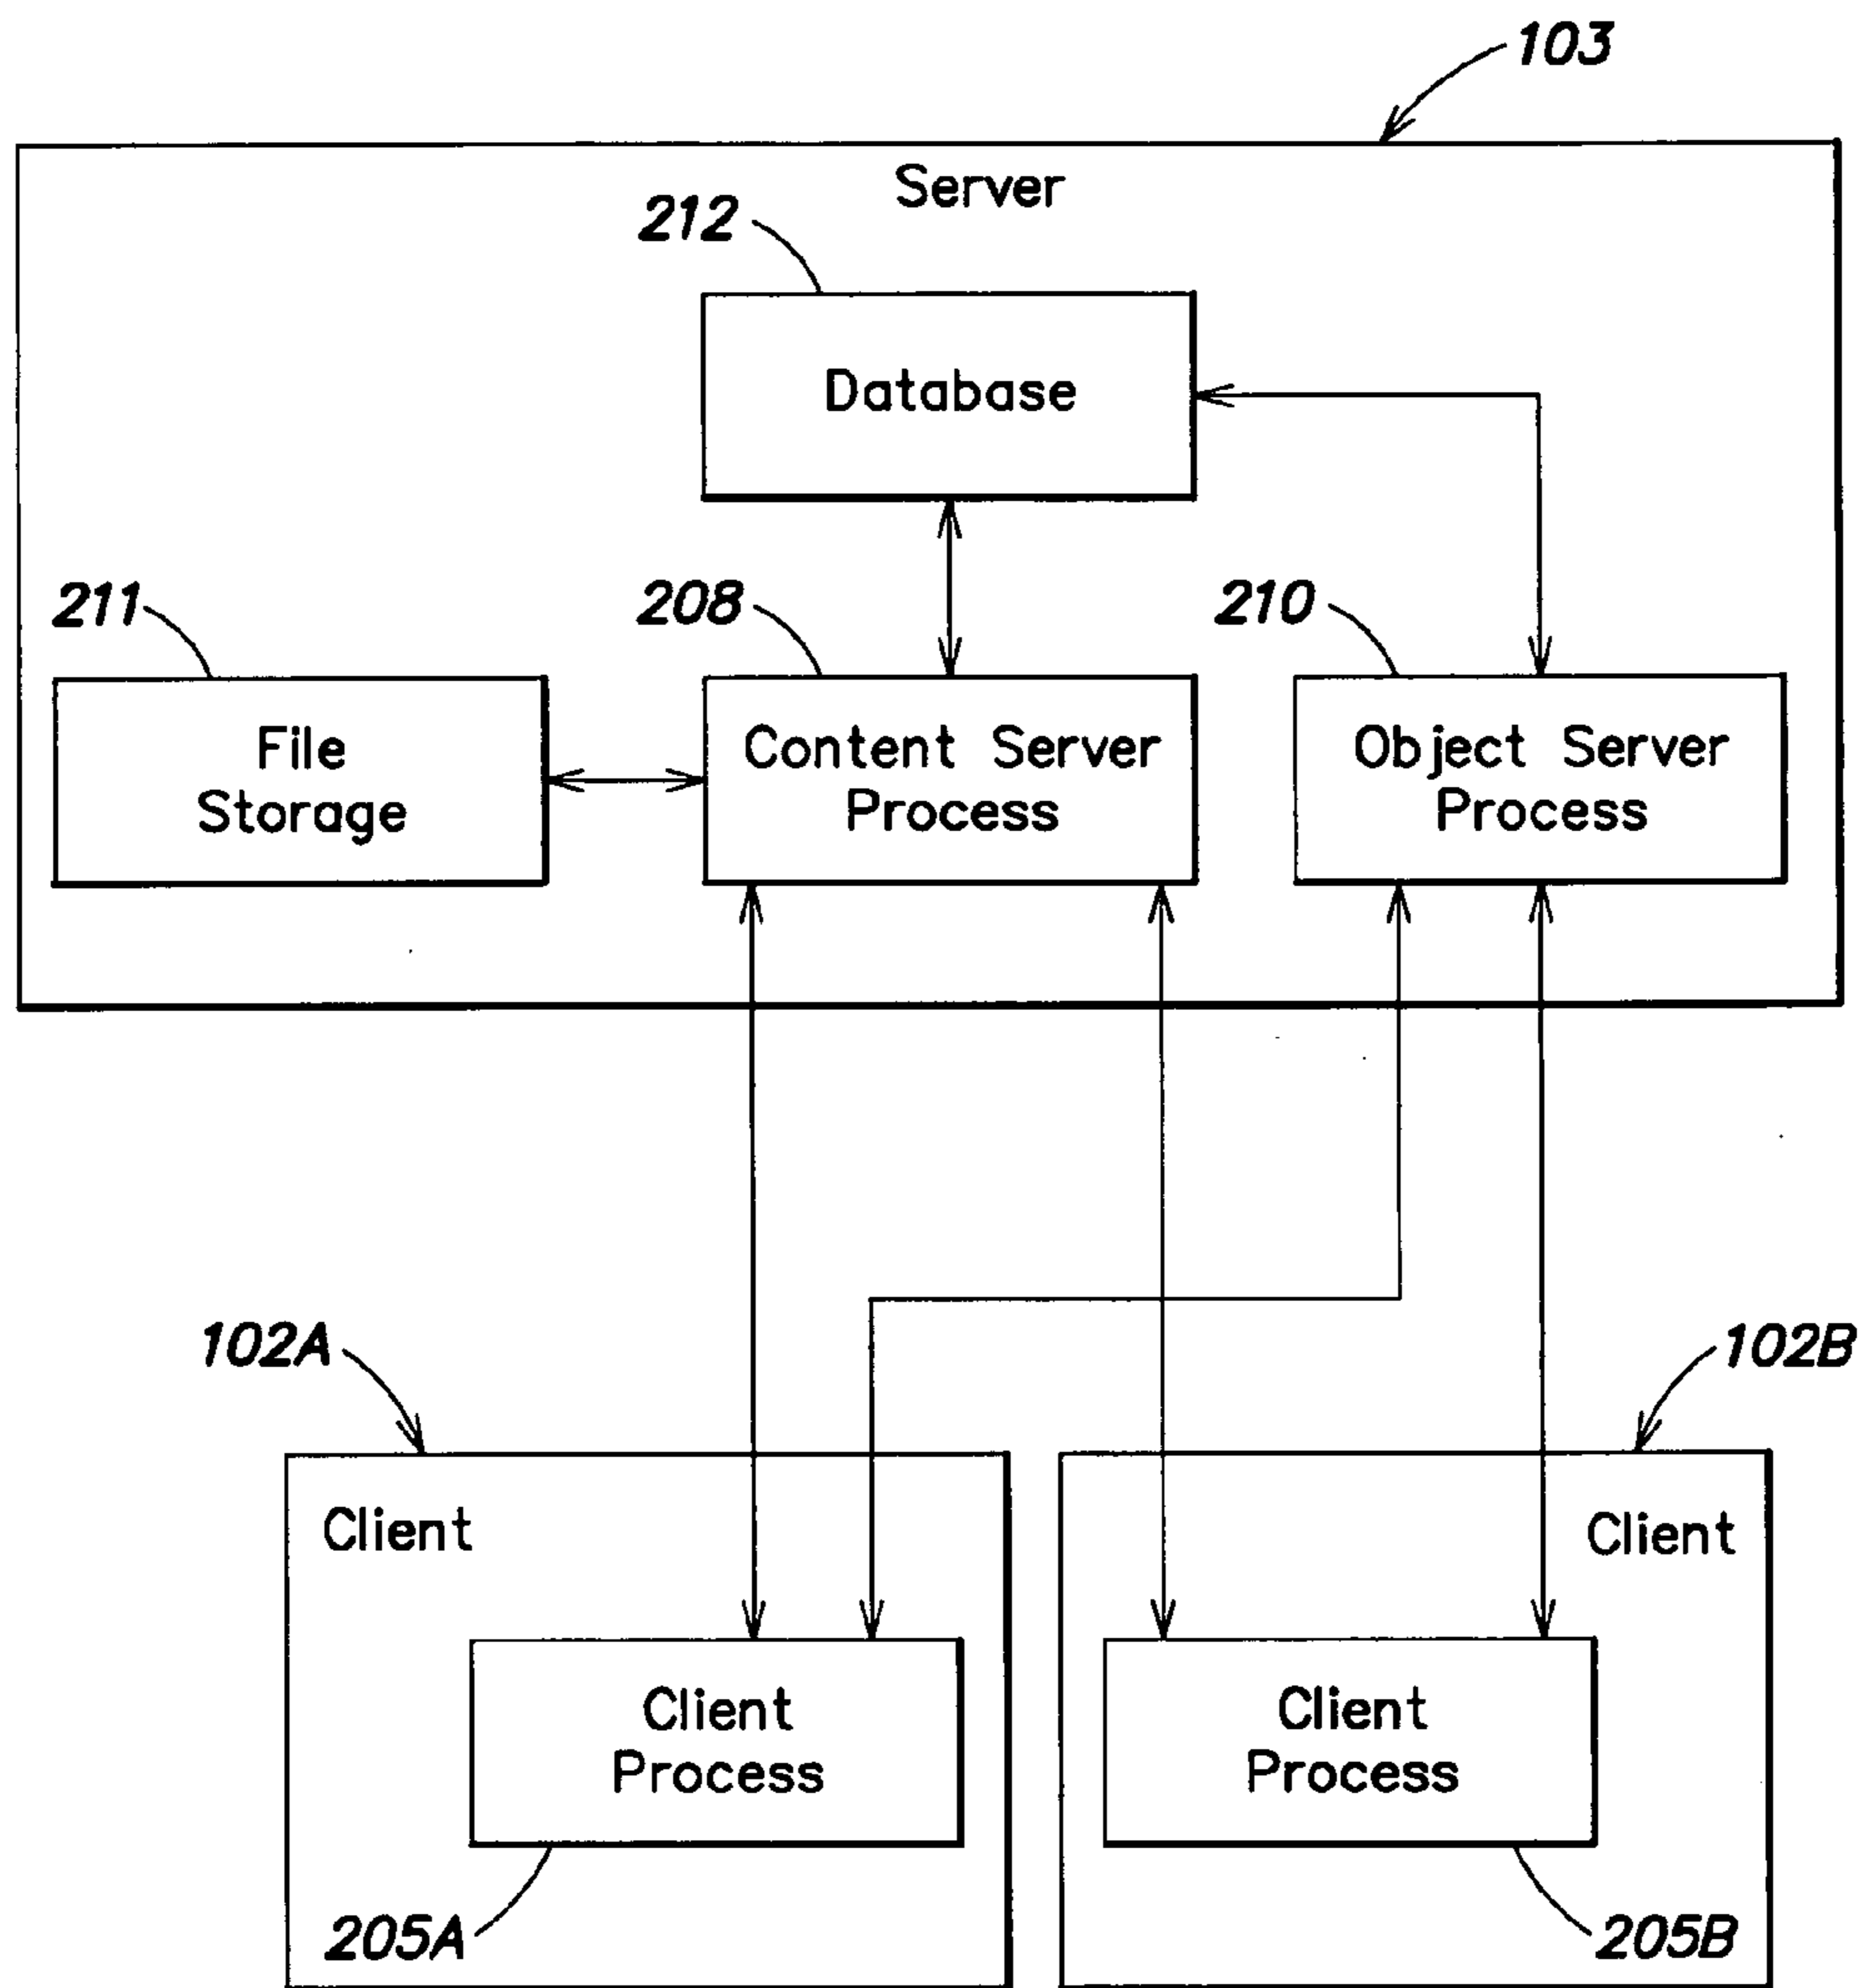 103
Server
212
Database
211
208
210
File
Storage
Content Server
Process
Object Server
Process
102A
102B
Client
Client
Client
Process
Client
Process
205A
205B